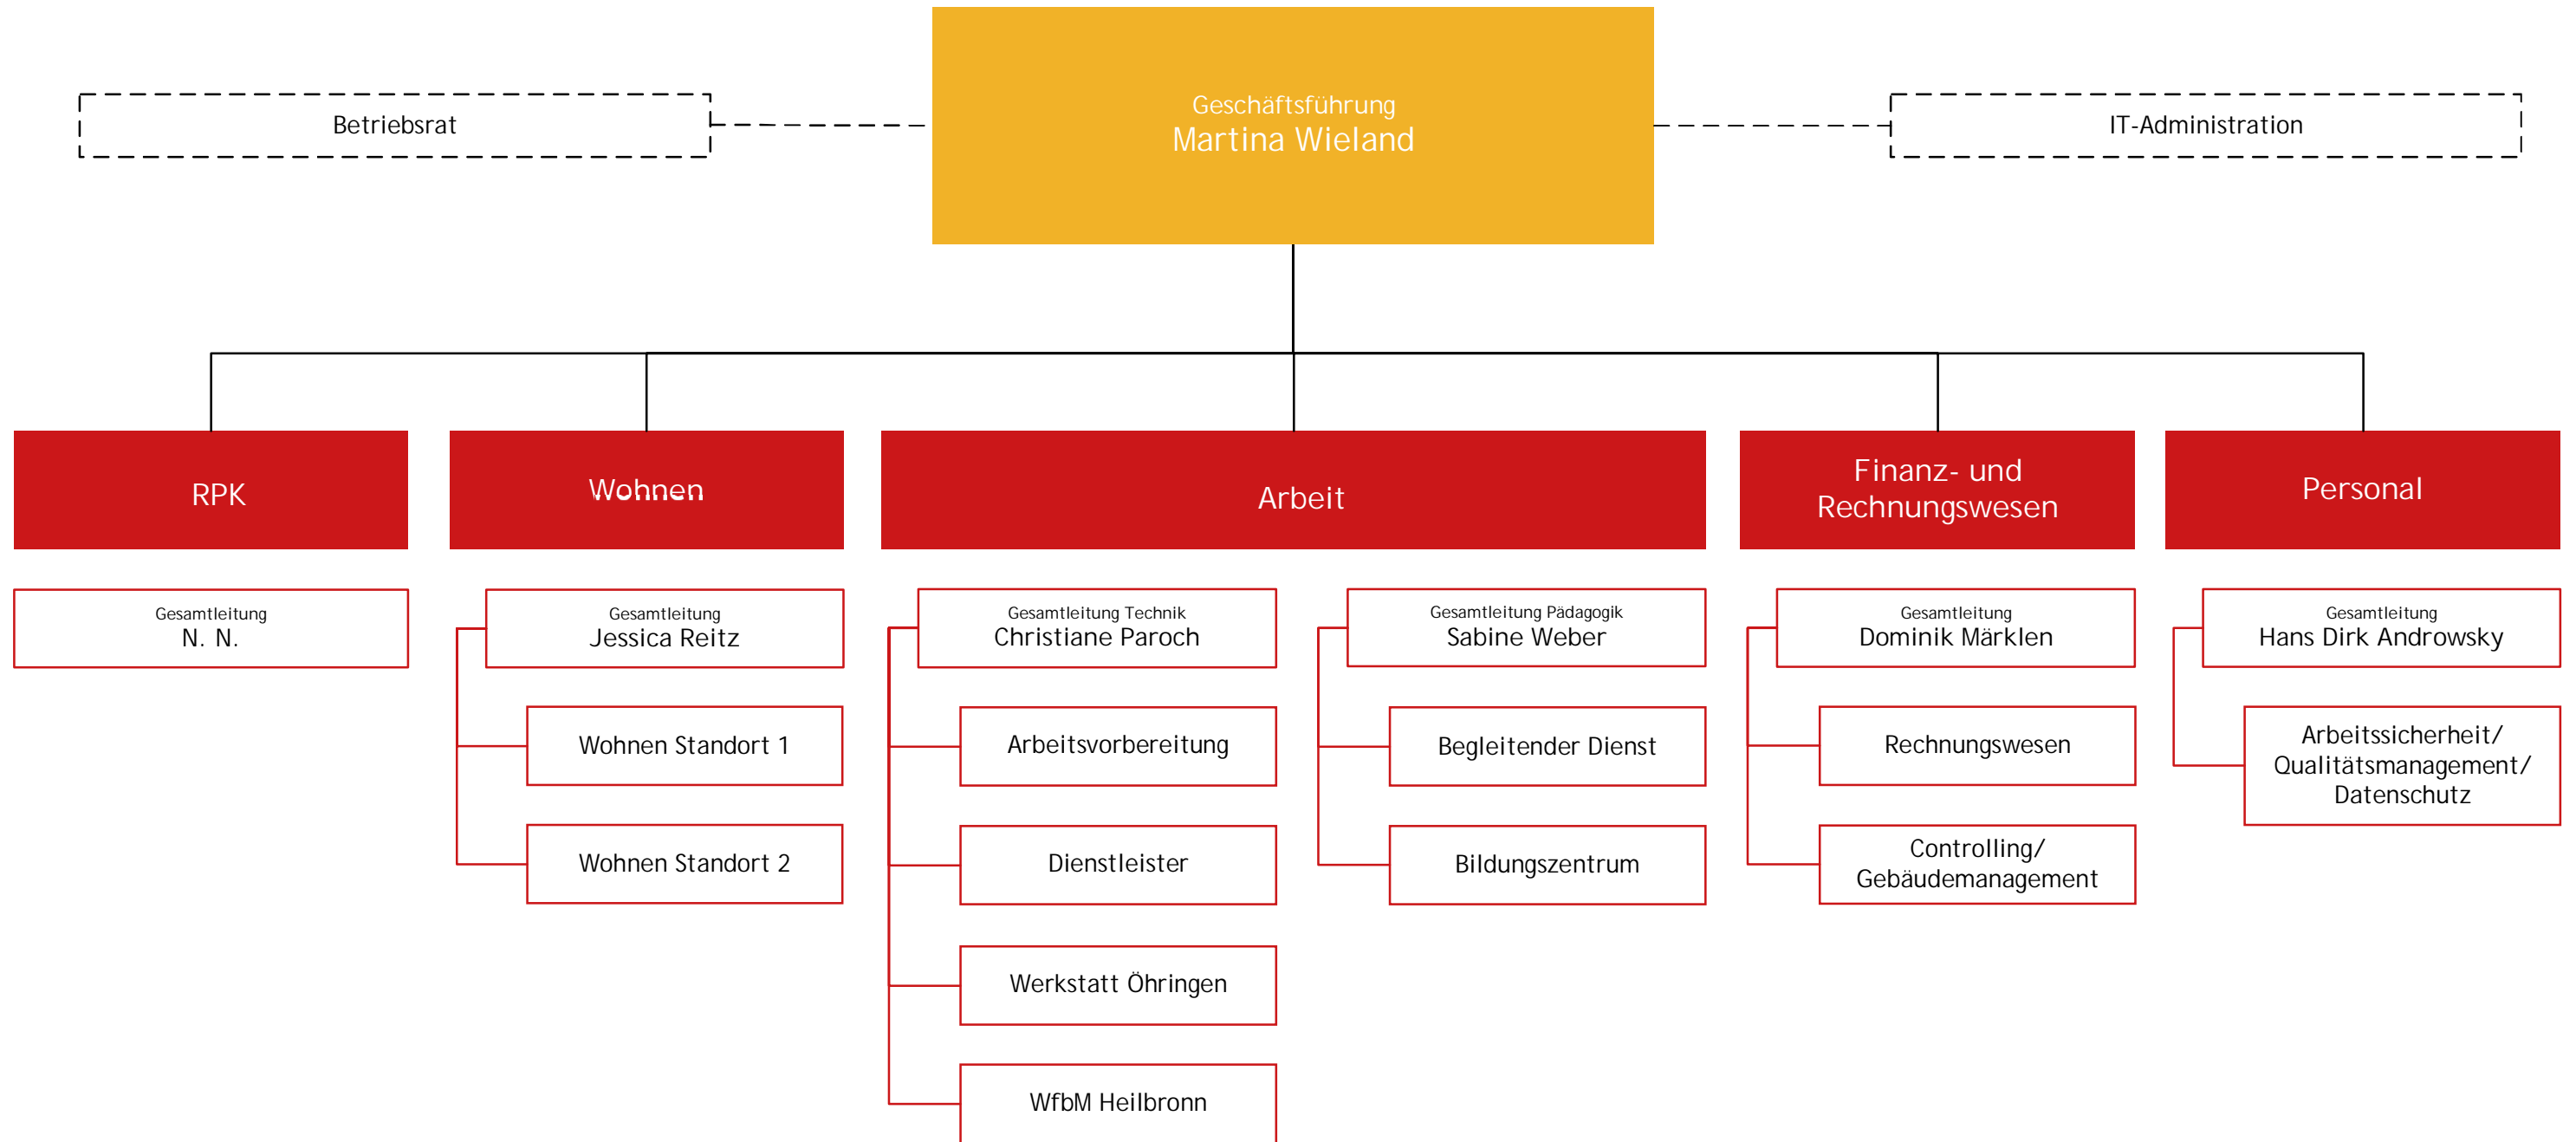 Betriebsrat
Geschäftsführung
Martina Wieland
IT-Administration
RPK
Wohnen
Arbeit
Finanz- und
Rechnungswesen
Personal
Gesamtleitung
N. N.
Gesamtleitung
Jessica Reitz
Wohnen Standort 1
Wohnen Standort 2
Gesamtleitung Technik
Christiane Paroch
Arbeitsvorbereitung
Dienstleister
Werkstatt Öhringen
WfbM Heilbronn
Gesamtleitung Pädagogik
Sabine Weber
Begleitender Dienst
Bildungszentrum
Gesamtleitung
Dominik Märklen
Rechnungswesen
Controlling/
Gebäudemanagement
Gesamtleitung
Hans Dirk Androwsky
Arbeitssicherheit/
Qualitätsmanagement/
Datenschutz